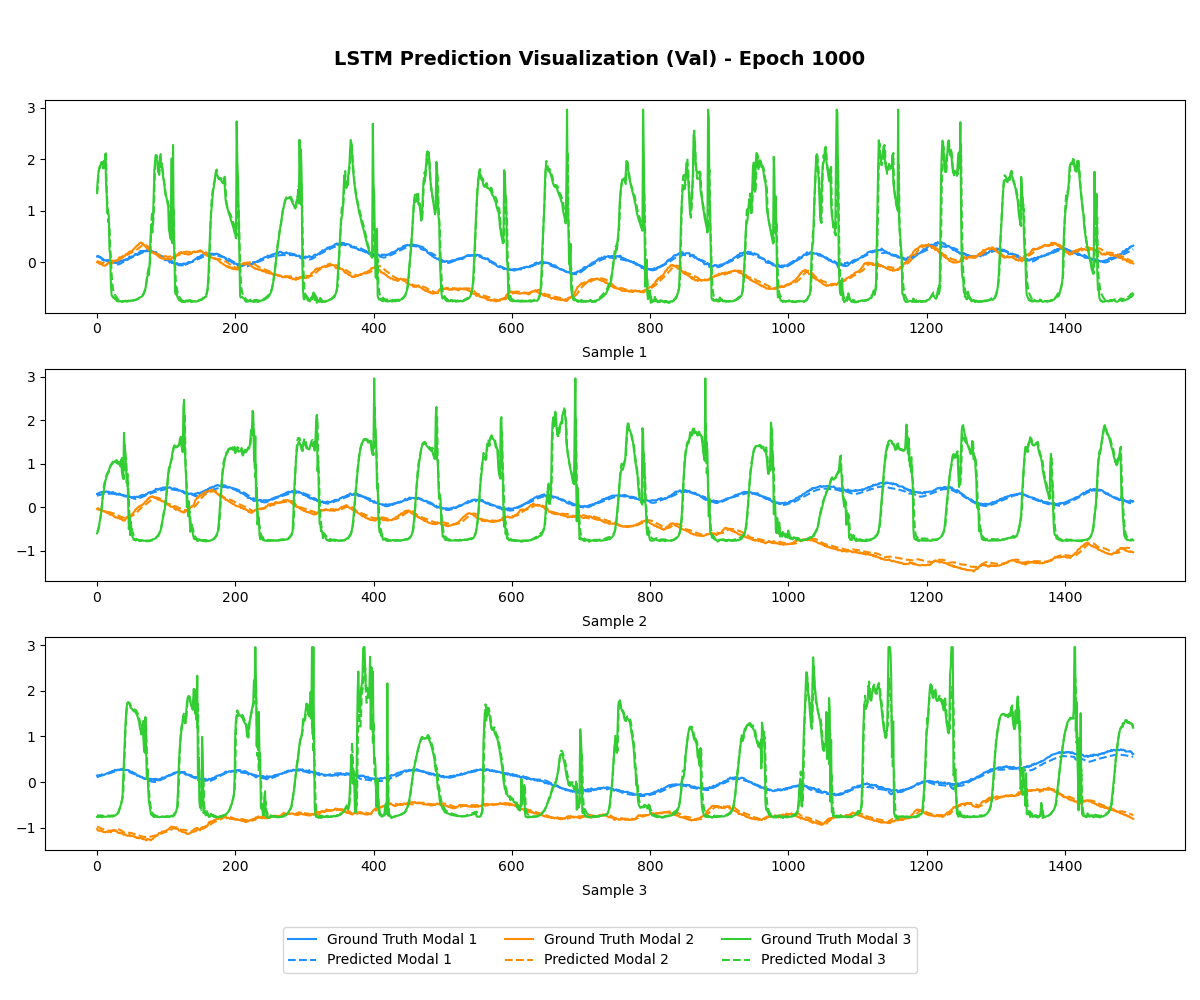 LSTM Prediction Visualization (Val) - Epoch 1000
3
2
1
0
0 200 400 600 800 1000 1200 1400
Sample 1
3
2
1
0
−1
0 200 400 600 800 1000 1200 1400
Sample 2
3
2
1
0
−1
0 200 400 600 800 1000 1200 1400
Sample 3
Ground Truth Modal 1 Ground Truth Modal 2 Ground Truth Modal 3
Predicted Modal 1 Predicted Modal 2 Predicted Modal 3